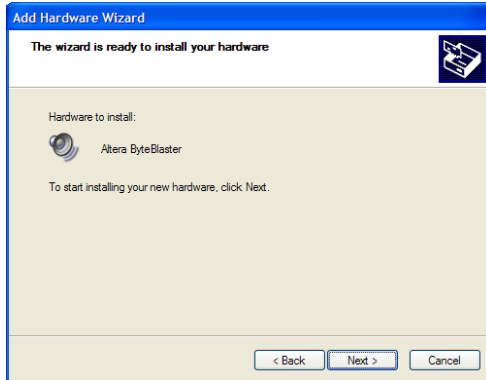 Add Hardware Wizard
The wizard is ready to install your hardware
Hardware to install:
Altera ByteBlaster
To start installing your new hardware, click Next.
< Back
Next >
Cancel